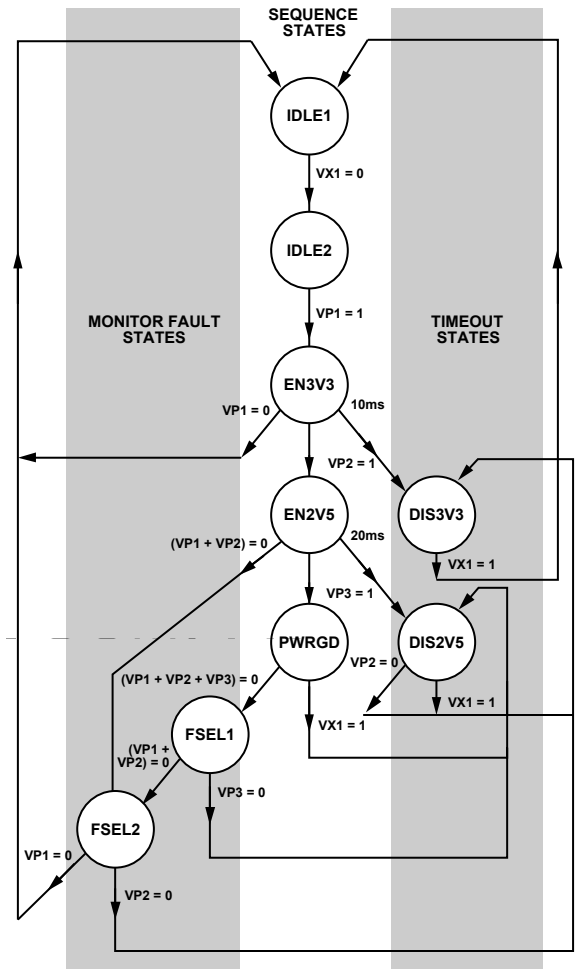 SEQUENCE
STATES
IDLE1
VX1 = 0
IDLE2
VP1 = 1
MONITOR FAULT
STATES
TIMEOUT
STATES
EN3V3
VP1 = 0
10ms
VP2 = 1
EN2V5
DIS3V3
(VP1 + VP2) = 0
20ms
VX1 = 1
VP3 = 1
PWRGD
DIS2V5
VP2 = 0
(VP1 + VP2 + VP3) = 0
VX1 = 1
VX1 = 1
FSEL1
(VP1 +
VP2) = 0
VP3 = 0
FSEL2
VP1 = 0
VP2 = 0